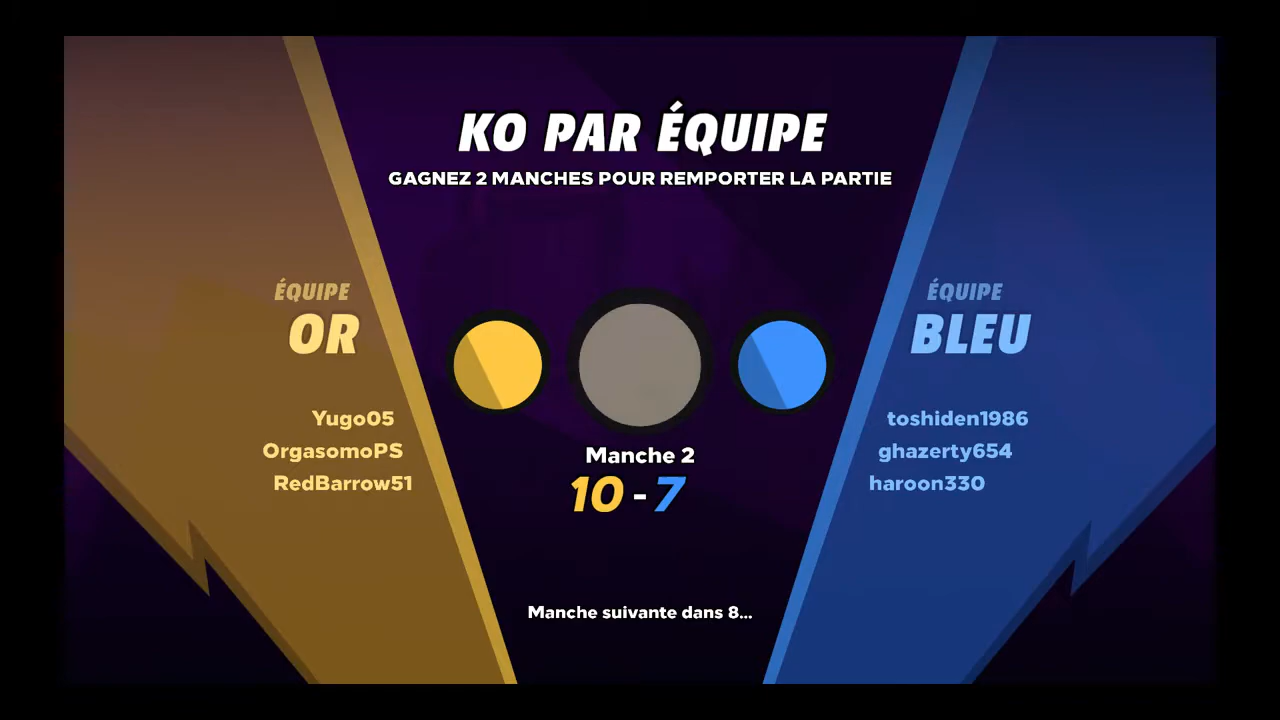 KO PAR ÉQUIPE
GAGNEZ 2 MANCHES POUR REMPORTER LA PARTIE
ÉQUIPE
OR
Yugo05
OrgasomoPS
RedBarrow51
Manche 2
10 - 7
ÉQUIPE
BLEU
toshiden1986
ghazerty654
haroon330
Manche suivante dans 8...